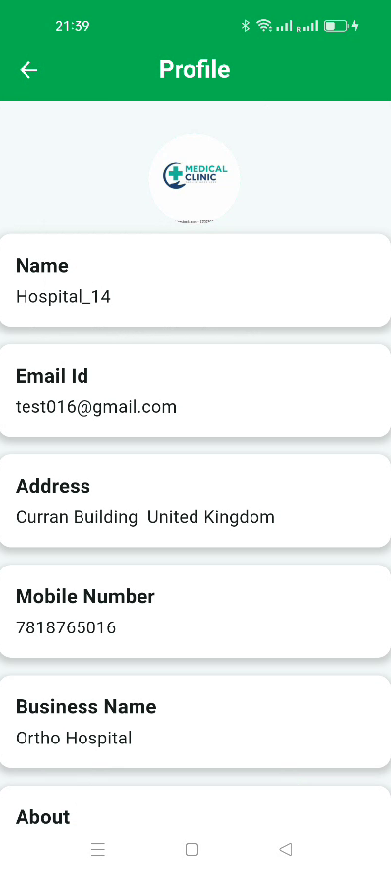 21:39
Profile
MEDICAL
CLINIC
Name
Hospital_14
Email Id
test016@gmail.com
Address
Curran Building  United Kingdom
Mobile Number
7818765016
Business Name
Ortho Hospital
About